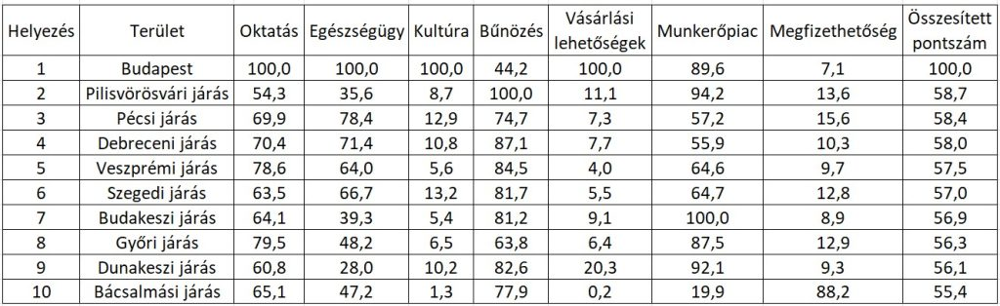 Helyezés Terület Oktatás Egészségügy Kultúra Bűnözés Vásárlási lehetőségek Munkerőpiac Megfizethetőség Összesített pontszám
1 Budapest 100,0 100,0 100,0 44,2 100,0 89,6 7,1 100,0
2 Pilisvörösvári járás 54,3 35,6 8,7 100,0 11,1 94,2 13,6 58,7
3 Pécsi járás 69,9 78,4 12,9 74,7 7,3 57,2 15,6 58,4
4 Debreceni járás 70,4 71,4 10,8 87,1 7,7 55,9 10,3 58,0
5 Veszprémi járás 78,6 64,0 5,6 84,5 4,0 64,6 9,7 57,5
6 Szegedi járás 63,5 66,7 13,2 81,7 5,5 64,7 12,8 57,0
7 Budakeszi járás 64,1 39,3 5,4 81,2 9,1 100,0 8,9 56,9
8 Győri járás 79,5 48,2 6,5 63,8 6,4 87,5 12,9 56,3
9 Dunakeszi járás 60,8 28,0 10,2 82,6 20,3 92,1 9,3 56,1
10 Bácsalmási járás 65,1 47,2 1,3 77,9 0,2 19,9 88,2 55,4